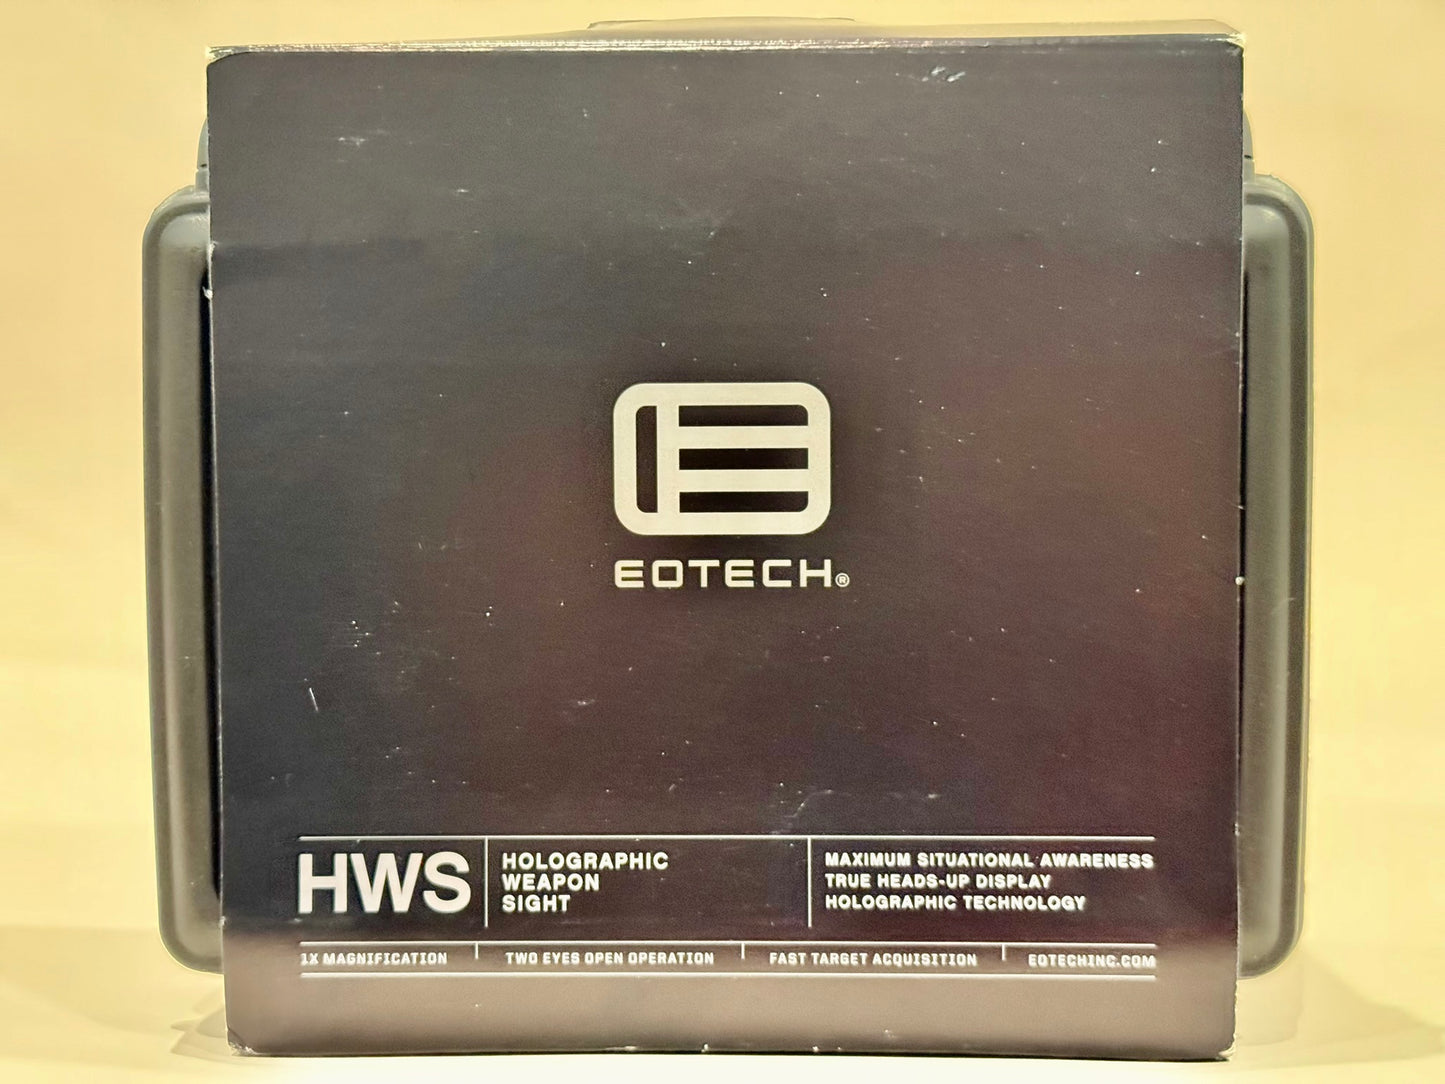 EOTECH®
HWS
HOLOGRAPHIC
WEAPON
SIGHT
MAXIMUM SITUATIONAL AWARENESS
TRUE HEADS-UP DISPLAY
HOLOGRAPHIC TECHNOLOGY
1X MAGNIFICATION
TWO EYES OPEN OPERATION
FAST TARGET ACQUISITION
EOTECHINC.COM